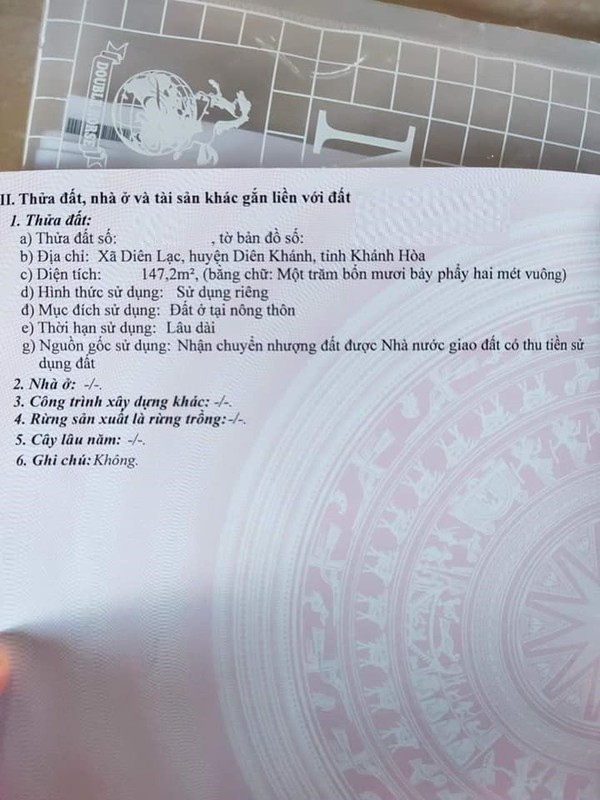 DOUBLE HORSE
II. Thửa đất, nhà ở và tài sản khác gắn liền với đất
1. Thửa đất:
a) Thửa đất số: , tờ bản đồ số:
b) Địa chỉ: Xã Diên Lạc, huyện Diên Khánh, tỉnh Khánh Hòa
c) Diện tích: 147,2m², (bằng chữ: Một trăm bốn mươi bảy phẩy hai mét vuông)
d) Hình thức sử dụng: Sử dụng riêng
đ) Mục đích sử dụng: Đất ở tại nông thôn
e) Thời hạn sử dụng: Lâu dài
g) Nguồn gốc sử dụng: Nhận chuyển nhượng đất được Nhà nước giao đất có thu tiền sử
dụng đất
2. Nhà ở: -/-.
3. Công trình xây dựng khác: -/-.
4. Rừng sản xuất là rừng trồng: -/-.
5. Cây lâu năm: -/-.
6. Ghi chú: Không.